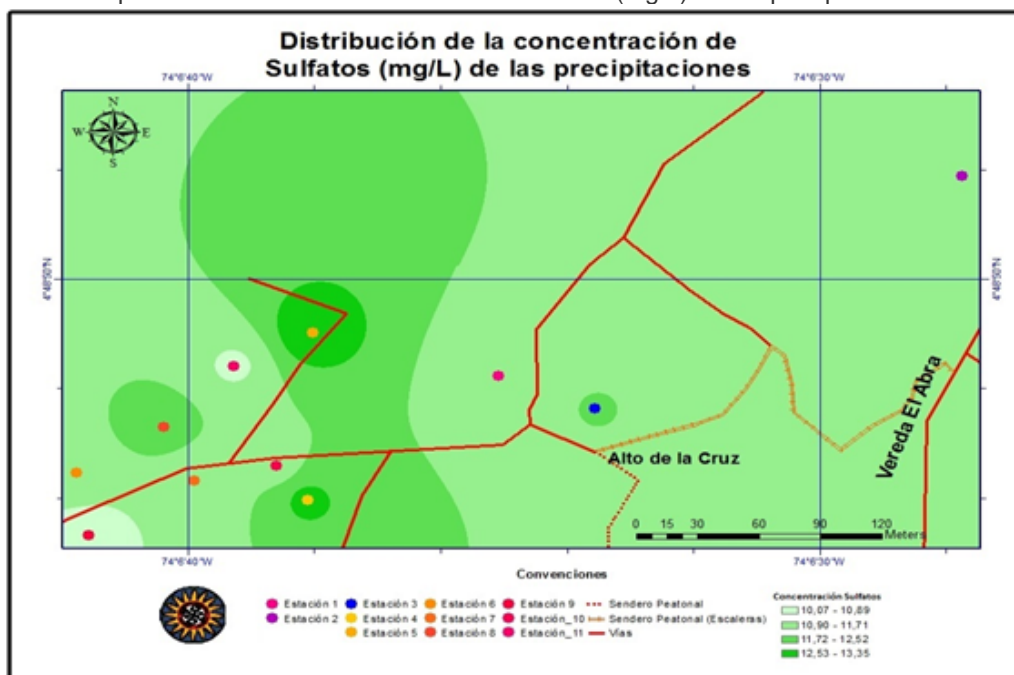 Distribución de la concentración de
Sulfatos (mg/L) de las precipitaciones
74°6'40"W 74°6'30"W
N
W E
S
4°48'50"N 4°48'50"N
Vereda El Abra
Alto de la Cruz
0 15 30 60 90 120
Meters
74°6'40"W 74°6'30"W
Convenciones
Estación 1 Estación 3 Estación 6 Estación 9 Sendero Peatonal
Estación 2 Estación 4 Estación 7 Estación_10 Sendero Peatonal (Escaleras)
Estación 5 Estación 8 Estación_11 Vías
Concentración Sulfatos
10,07 - 10,89
10,90 - 11,71
11,72 - 12,52
12,53 - 13,35